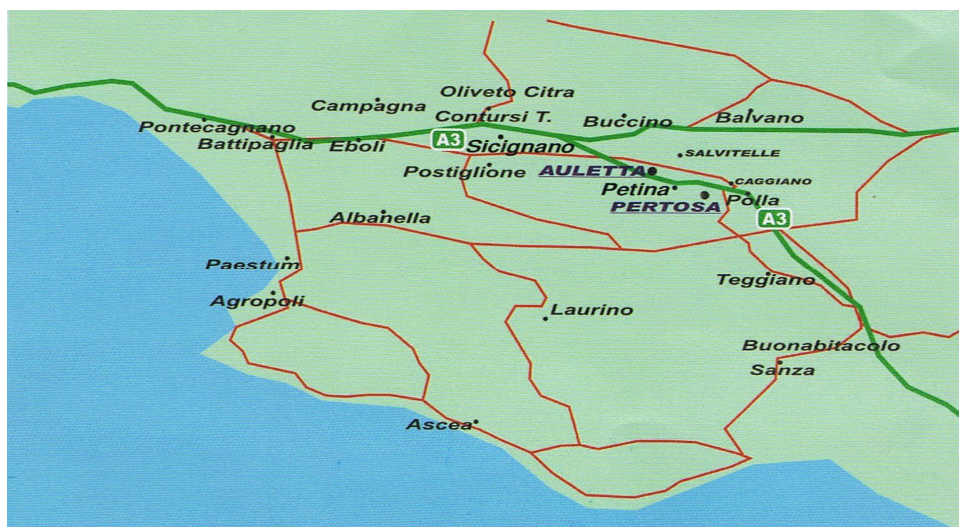 Oliveto Citra
Campagna
Contursi T.
Buccino
Balvano
Pontecagnano
Battipaglia
Eboli
A3
Sicignano
SALVITELLE
Postiglione
AULETTA
CAGGIANO
Petina
Polla
PERTOSA
A3
Albanella
Paestum
Teggiano
Agropoli
Laurino
Buonabitacolo
Sanza
Ascea